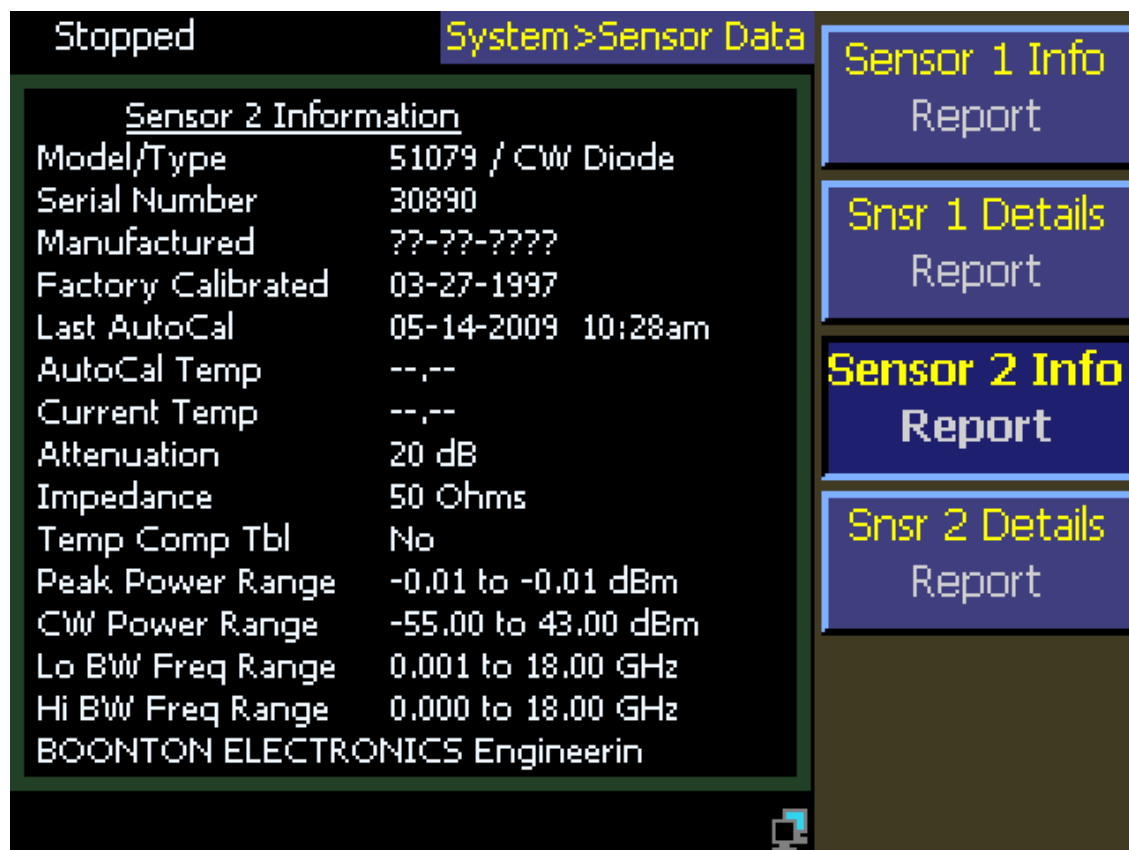 Stopped
System>Sensor Data
Sensor 2 Information
Model/Type 51079 / CW Diode
Serial Number 30890
Manufactured ??-??-????
Factory Calibrated 03-27-1997
Last AutoCal 05-14-2009 10:28am
AutoCal Temp --.--
Current Temp --.--
Attenuation 20 dB
Impedance 50 Ohms
Temp Comp Tbl No
Peak Power Range -0.01 to -0.01 dBm
CW Power Range -55.00 to 43.00 dBm
Lo BW Freq Range 0.001 to 18.00 GHz
Hi BW Freq Range 0.000 to 18.00 GHz
BOONTON ELECTRONICS Engineerin
Sensor 1 Info
Report
Snsr 1 Details
Report
Sensor 2 Info
Report
Snsr 2 Details
Report